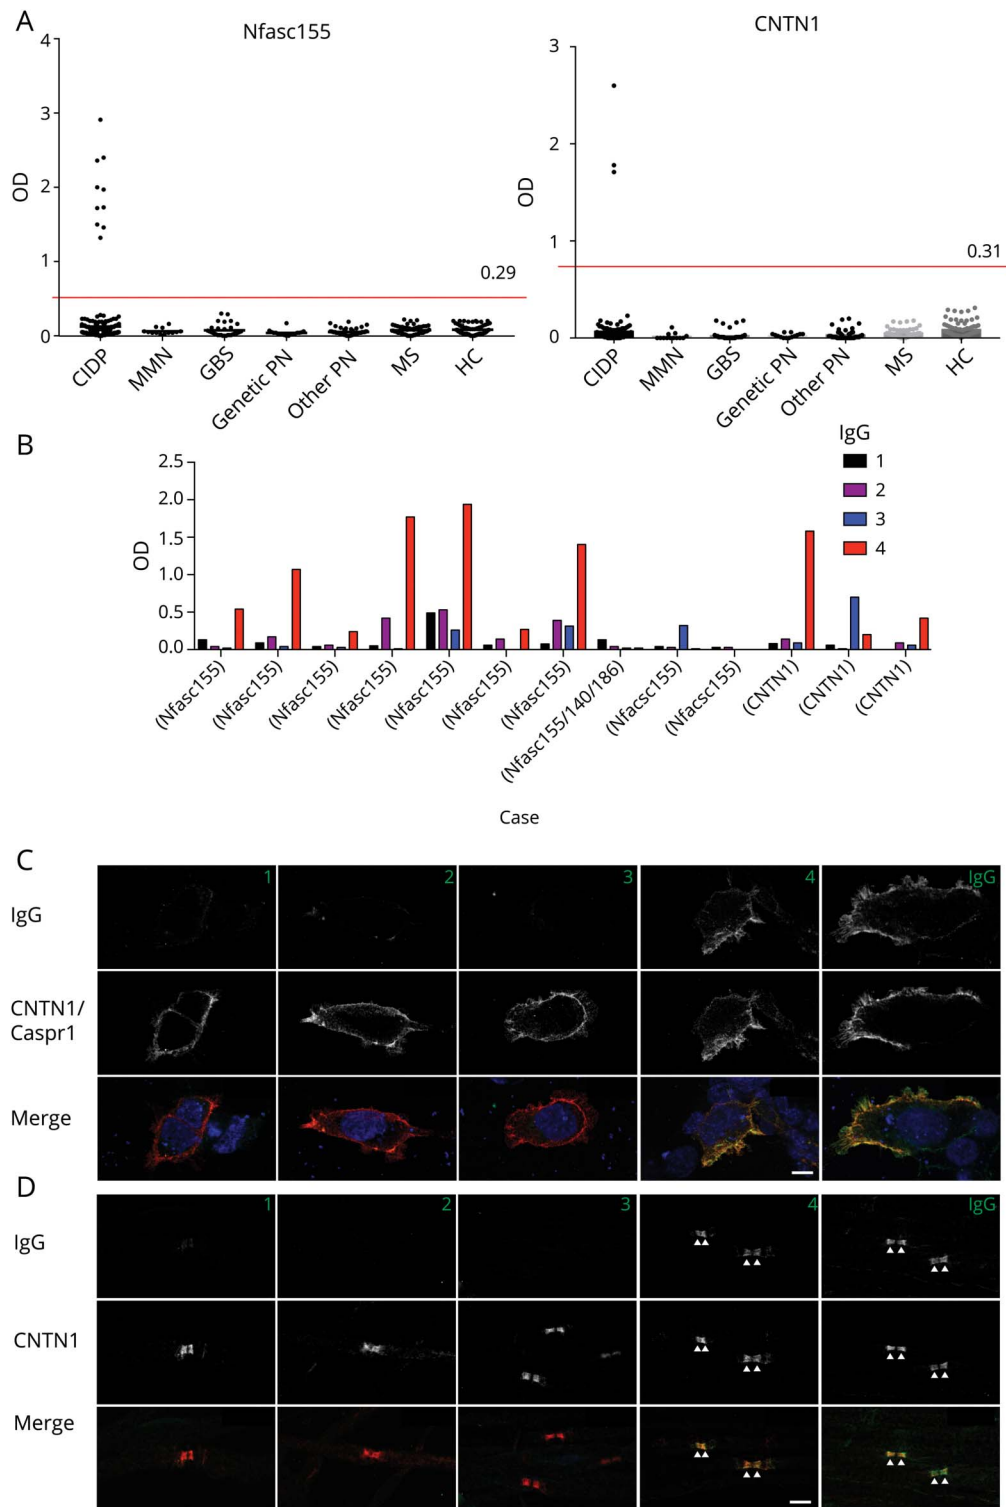 A
Nfasc155
CNTN1
4
3
2
1
0
OD
0.29
CIDP
MMN
GBS
Genetic PN
Other PN
MS
HC
3
2
1
0
OD
0.31
CIDP
MMN
GBS
Genetic PN
Other PN
MS
HC
B
IgG
1
2
3
4
2.5
2.0
1.5
1.0
0.5
0.0
OD
(Nfasc155)
(Nfasc155)
(Nfasc155)
(Nfasc155)
(Nfasc155)
(Nfasc155)
(Nfasc155)
(Nfasc155/140/186)
(Nfacsc155)
(Nfacsc155)
(CNTN1)
(CNTN1)
(CNTN1)
Case
C
1
2
3
4
IgG
IgG
CNTN1/
Caspr1
Merge
D
1
2
3
4
IgG
IgG
CNTN1
Merge